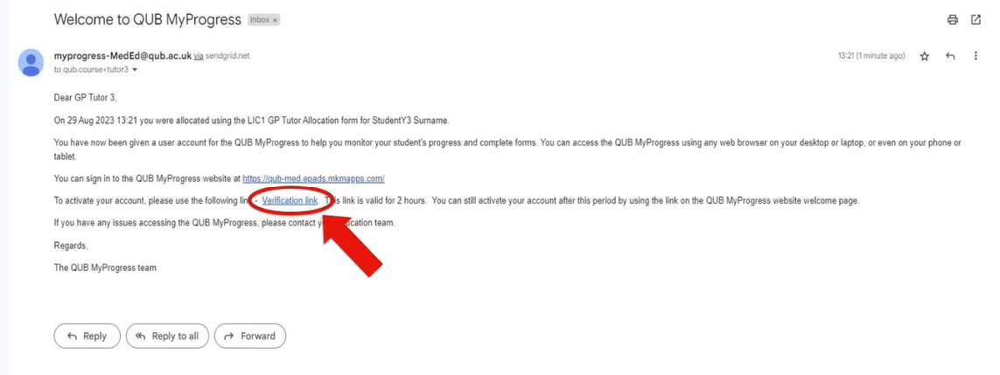 Welcome to QUB MyProgress Inbox ×
myprogress-MedEd@qub.ac.uk via sendgrid.net 13:21 (1 minute ago)
to qub.course+tutor3
Dear GP Tutor 3,
On 29 Aug 2023 13:21 you were allocated using the LIC1 GP Tutor Allocation form for StudentY3 Surname.
You have now been given a user account for the QUB MyProgress to help you monitor your student's progress and complete forms. You can access the QUB MyProgress using any web browser on your desktop or laptop, or even on your phone or
tablet.
You can sign in to the QUB MyProgress website at https://qub-med.epads.mkmapps.com/
To activate your account, please use the following - Verification link. This link is valid for 2 hours. You can still activate your account after this period by using the link on the QUB MyProgress website welcome page.
If you have any issues accessing the QUB MyProgress, please contact team.
Regards,
The QUB MyProgress team
Reply Reply to all Forward